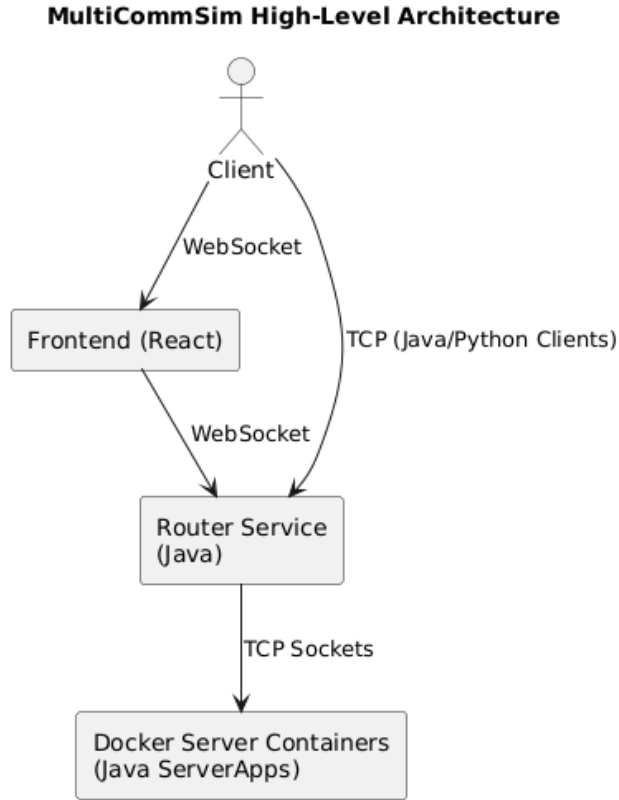 MultiCommSim High-Level Architecture
Client
WebSocket
Frontend (React)
TCP (Java/Python Clients)
WebSocket
Router Service
(Java)
TCP Sockets
Docker Server Containers
(Java ServerApps)